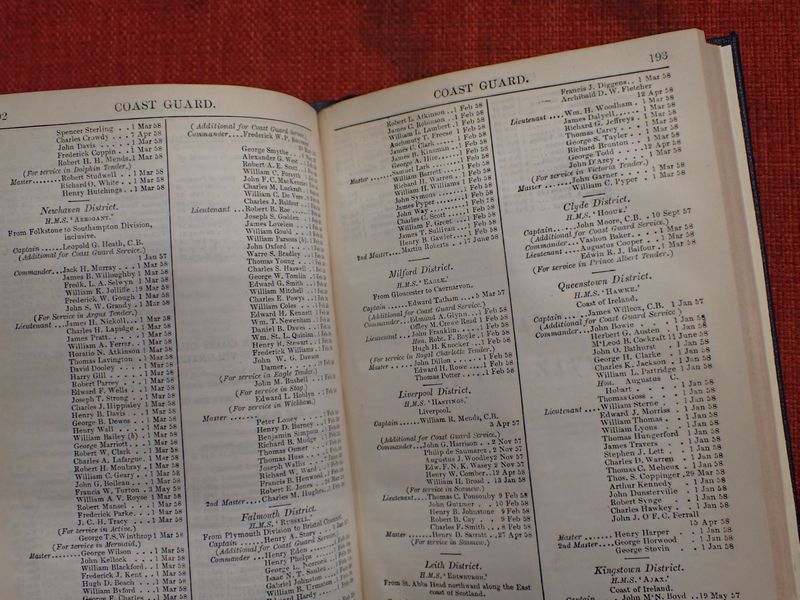 92
COAST GUARD.
Spencer Sterling . . 1 Mar 58
Charles Crowdy . . 7 Apr 58
John Davis . . . 1 Mar 58
Frederick Coppin . . 1 Mar 58
Robert H. H. Mends. 1 Mar 58
(For service in Dolphin Tender.)
Master........Robert Studwell . . 1 Mar 58
Richard O. White . . 1 Mar 58
Henry Hutchings . . 1 Mar 58
Newhaven District.
H.M.S. 'ARROGANT.'
From Folkstone to Southampton Division,
inclusive.
Captain ......Leopold G. Heath, C.B.
(Additional for Coast Guard Service.)
1 Jan 57
Commander....Jack H. Murray . . 1 Mar 58
James B. Willoughby 1 Mar 58
Fredk. L. A. Selwyn 1 Mar 58
William K. Jolliffe . 19 Mar 58
Frederick W. Gough 1 Mar 58
John S. W. Grandy . 1 Mar 58
(For Service in Argus Tender.)
Lieutenant....James H. Nickoll . . 1 Mar 58
Charles H. Lapidge . 1 Mar 58
James Pratt . . . 1 Mar 58
William A. Ferrar . . 1 Mar 58
Horatio N. Atkinson 1 Mar 58
Thomas Lavington . 1 Mar 58
David Dooley . . . 1 Mar 58
Harry Gill . . . 1 Mar 58
Robert Parrey . . . 1 Mar 58
Edward F. Wells . . 1 Mar 58
Joseph T. Strong . . 1 Mar 58
Charles J. Hippisley 1 Mar 58
Henry B. Davis . . 1 Mar 58
George B. Dewes . . 1 Mar 58
Henry Wall . . . 1 Mar 58
William Bailey (b) . 1 Mar 58
George Marriott . . 1 Mar 58
Robert W. Clark . . 1 Mar 58
Charles A. Lafargue. 1 Mar 58
Robert H. Moubray . 1 Mar 58
William C. Geary . . 1 Mar 58
John G. Boileau . . 1 Mar 58
Francis W. Turton . 3 May 58
William A. V. Royse 1 Mar 58
Robert Mansel . . 1 Mar 58
Frederick Parke . . 1 Mar 58
J. C. H. Tracy . . 1 Mar 58
(For service in Active.)
George T.S. Winthrop 1 Mar 58
(For service in Mermaid.)
Master........George Wilson . . 1 Mar 58
John Kellock . . . 1 Mar 58
William Blackford. . 1 Mar 58
Frederick J. Kent . . 1 Mar 58
Hugh D. Beach . . 1 Mar 58
William Byford . . 1 Mar 58
(Additional for Coast Guard Service.)
Commander....Frederick W. P.
George Smythe
Alexander G. West
Robert A. E. Scott
William C. Forsyth
John F. C. MacKenzie
Charles M. Luckraft
William C. De Vere
Charles J. Balfour
Lieutenant ....Robert B. Roe
Joseph S. Godden
James Loveless
William Gould
William Parsons (b)
John Oxford
Warre S. Bradley
Thomas Young
Charles S. Haswell
George W. Tomlin
Edward G. Smith
William Mitchell
Charles E. Powys
William Coles
Edward H. Kennett
Wm. T. Newenham
Daniel B. Dawes
Wm. St. L. Quislin
Henry F. Stewart
Frederick Williams
John W. G. Dawson
Damer
(For service in Eagle Tender.)
John M. Bushell
(For service in Stag.)
Edward L. Hoblyn
(For service in Wickham.)
Master ........Peter Loney
Henry D. Burney
Benjamin Simpson
Richard B. Mudge
Thomas Osmer
Thomas Huss
Joseph Wallis
Richard W. Ward
Francis B. Henwood
Robert E. Jones
2nd Master....Charles M. Hughes
Falmouth District.
H.M.S. 'RUSSELL.'
From Plymouth Division to Bristol Channel.
Captain ......Henry A. Story
(Additional for Coast Guard Service.)
Commander ....Henry Eden
Henry Phelps
Isaac N. T. Saulez
Gabriel Johnston
William B. Urmston
Hardy
193
COAST GUARD.
Robert L. Atkinson . . 1 Feb 58
James C. Robinson . 1 Feb 58
William I. Lambert . 1 Feb 58
Aschmony T. Freese 1 Feb 58
James C. Clark . . 1 Feb 58
James B. Kinsman . 1 Feb 58
George A. Hire . . 1 Feb 58
Master ........Samuel Lark . . . 1 Feb 58
William Barrett . . 1 Feb 58
Richard H. Warren . 1 Feb 58
William H. Williams 1 Feb 58
John Symons . . . 1 Feb 58
James Pyper . . . 1 Feb 58
John Way . . . 1 Feb 58
Charles C. Scott . . 1 Feb 58
William F. Grett . . 1 Feb 58
James T. Sullivan . . 1 Feb 58
Henry B. Gawler . . 1 Feb 58
2nd Master....Martin Roberts . . 17 June 58
Milford District.
H.M.S. 'EAGLE.'
From Gloucester to Caernarvon.
Captain ......Edward Tatham . . 5 Mar 57
(Additional for Coast Guard Service.)
Commander....Edmund A. Glynn. . 1 Feb 58
Offley M. Crewe Read 1 Feb 58
Lieutenant ....John Franklin . . . 1 Feb 58
Hon. Robt. F. Boyle . 1 Feb 58
Hugh R. Knocker . . 1 Feb 58
(For service in Royal Charlotte Tender.)
Master ........John Dillon . . . 1 Feb 58
Edward H. Rowe . . 1 Feb 58
Thomas Potter . . . 1 Feb 58
Liverpool District.
H.M.S. 'HASTINGS.'
Liverpool.
Captain ......William R. Mends, C.B.
3 Apr 57
(Additional for Coast Guard Service.)
Commander....John G. Harrison . . 2 Nov 57
Philip de Saumarez . 2 Nov 57
Augustus J. Woodley 2 Nov 57
Edw. F. N. K. Wasey 2 Nov 57
Henry W. Comber . 12 Apr 58
William H. Brost . . 13 Jan 58
(For service in Seamew.)
Lieutenant....Thomas C. Ponsonby 9 Feb 58
John Gutzmer . . 10 Feb 58
Henry B. Johnstone 9 Feb 58
Robert B. Cay . . 9 Feb 58
Charles F. Smith . . 8 Feb 58
Master ........Henry D. Sarratt . . 27 Apr 58
(For service in Seamew.)
Leith District.
H.M.S. 'EDINBURGH.'
From St. Abbs Head northward along the East
coast of Scotland.
Francis J. Diggens. . 1 Mar 58
Archibald D. W. Fletcher
12 Apr 58
Lieutenant ....Wm. H. Woodham . 1 Mar 58
James Dalyell . . . 1 Mar 58
Richard G. Jeffreys . 1 Mar 58
Thomas Carey . . . 1 Mar 58
George S. Tayler . . 1 Mar 58
Richard Brunton . . 1 Mar 58
George Todd . . . 12 Apr 58
John D'Arcy . . . 1 Mar 58
(For service in Victoria Tender.)
Master ........John Garner . . . 1 Mar 58
William C. Pyper . . 1 Mar 58
Clyde District.
H.M.S. 'HOGUE.'
Captain......John Moore, C.B. . 10 Sept 57
(Additional for Coast Guard Service.)
Commander....Vashon Baker . . . 1 Mar 58
Lieutenant ....Augustus Cooper . . 1 Mar 58
Edwin R. J. Balfour . 1 Mar 58
(For service in Prince Albert Tender.)
Queenstown District.
H.M.S. 'HAWKE.'
Coast of Ireland.
Captain ......James Willcox, C.B. 1 Jan 57
(Additional for Coast Guard Service.)
Commander....John Bowie . . . 1 Jan 58
Herbert G. Austen . 1 Jan 58
M'Leod B. Cockraft 11 June 58
John O. Bathurst . 1 Jan 58
George H. Clarke . 1 Jan 58
Charles K. Jackson . 1 Jan 58
William L. Partridge 1 Jan 58
Hon. Augustus C.
Hobart . . . 1 Jan 58
Lieutenant ....Thomas Goss . . . 1 Jan 58
William Sterne . . 1 Jan 58
Edward J. Morriss . 1 Jan 58
William Thomas . . 1 Jan 58
William Lyons . . 1 Jan 58
Thomas Hungerford 1 Jan 58
James Travers . . 1 Jan 58
Stephen J. Lett . . 1 Jan 58
Charles D. Warren . 1 Jan 58
Thomas C. Meheux . 1 Jan 58
Thos. S. Coppinger . 29 Mar 58
Arthur Kennedy . . 1 Jan 58
John Dunsterville . 1 Jan 58
Robert Synge . . 1 Jan 58
Charles Hawkey . . 1 Jan 58
John J. O F. C. Ferrall
15 Apr 58
Master ........Henry Harper . . 1 Jan 58
2nd Master....George Horwood . . 1 Jan 58
George Stovin . . . 1 Jan 58
Kingstown District.
H.M.S. 'AJAX.'
Coast of Ireland.
Captain......John M'N. Boyd . . 19 May 57